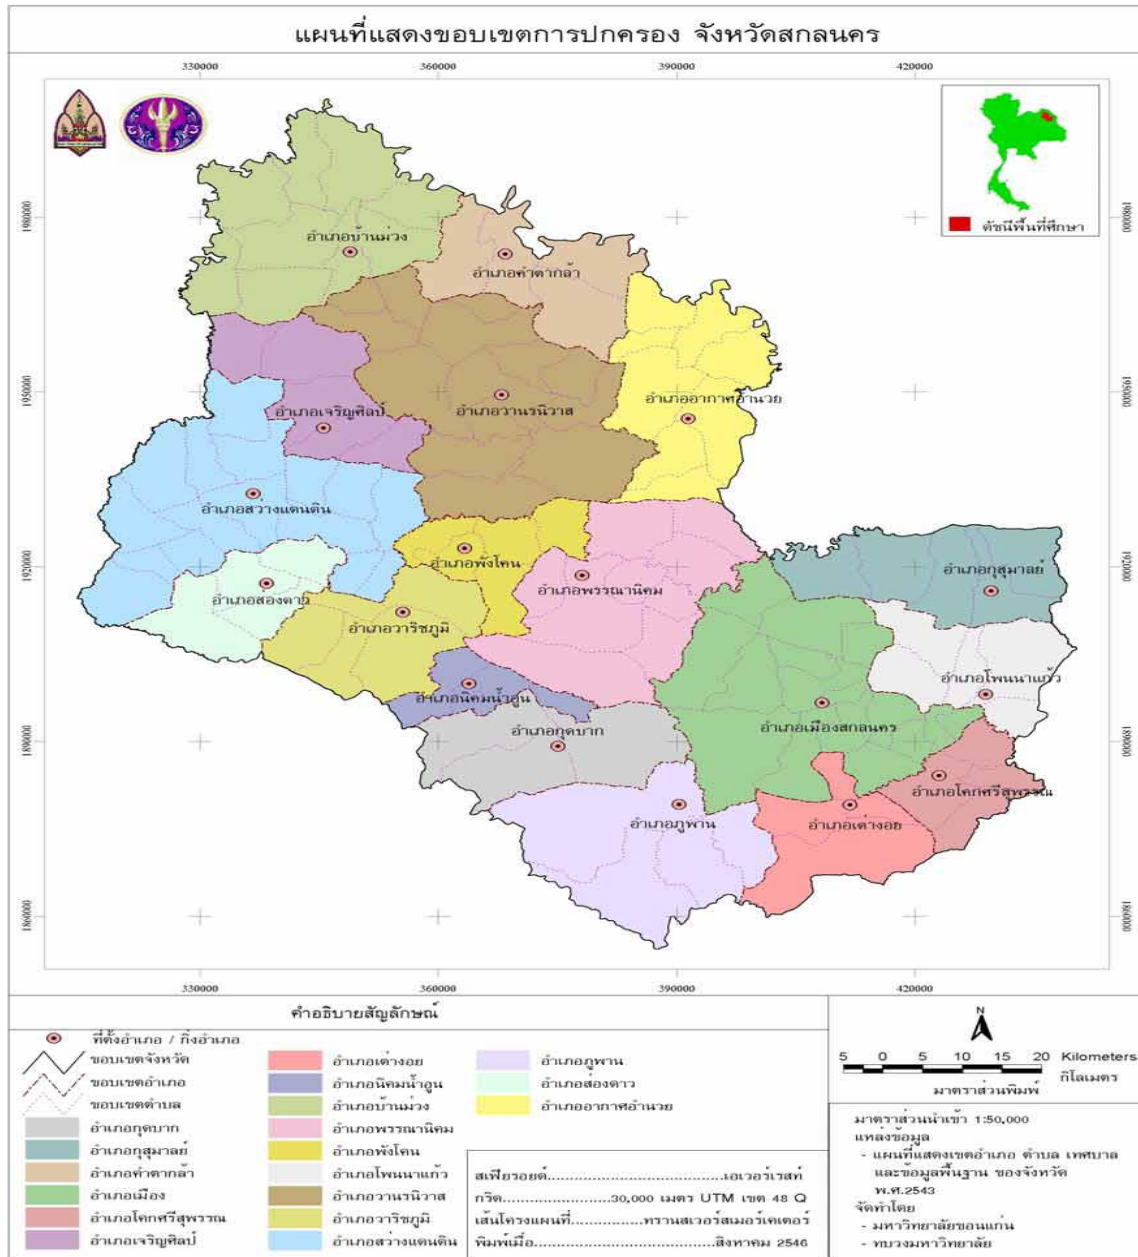 แผนที่แสดงขอบเขตการปกครอง จังหวัดสกลนคร
330000 360000 390000 420000
1980000 1980000
ดัชนีพื้นที่ศึกษา
อำเภอบ้านม่วง
อำเภอคำตากล้า
1950000 1950000
อำเภอเจริญศิลป์
อำเภอวานรนิวาส
อำเภออากาศอำนวย
อำเภอสว่างแดนดิน
1920000 1920000
อำเภอพังโคน
อำเภอกุสุมาลย์
อำเภอพรรณานิคม
อำเภอส่องดาว
อำเภอวาริชภูมิ
อำเภอโพนนาแก้ว
อำเภอนิคมน้ำอูน
อำเภอเมืองสกลนคร
อำเภอกุดบาก
1890000 1890000
อำเภอโคกศรีสุพรรณ
อำเภอภูพาน
อำเภอเต่างอย
1860000 1860000
330000 360000 390000 420000
คำอธิบายสัญลักษณ์
ที่ตั้งอำเภอ / กิ่งอำเภอ
ขอบเขตจังหวัด
ขอบเขตอำเภอ
ขอบเขตตำบล
อำเภอกุดบาก
อำเภอกุสุมาลย์
อำเภอคำตากล้า
อำเภอเมือง
อำเภอโคกศรีสุพรรณ
อำเภอเจริญศิลป์
อำเภอเต่างอย
อำเภอนิคมน้ำอูน
อำเภอบ้านม่วง
อำเภอพรรณานิคม
อำเภอพังโคน
อำเภอโพนนาแก้ว
อำเภอวานรนิวาส
อำเภอวาริชภูมิ
อำเภอสว่างแดนดิน
อำเภอภูพาน
อำเภอส่องดาว
อำเภออากาศอำนวย
สเฟียรอยด์..............................เอเวอร์เรสท์
กริด..................30,000 เมตร UTM เขต 48 Q
เส้นโครงแผนที่.................ทรานสเวอร์สเมอร์เคเตอร์
พิมพ์เมื่อ..............................สิงหาคม 2546
N
5 0 5 10 15 20 Kilometers
กิโลเมตร
มาตราส่วนพิมพ์
มาตราส่วนนำเข้า 1:50,000
แหล่งข้อมูล
- แผนที่แสดงเขตอำเภอ ตำบล เทศบาล
และข้อมูลพื้นฐาน ของจังหวัด
พ.ศ.2543
จัดทำโดย
- มหาวิทยาลัยขอนแก่น
- ทบวงมหาวิทยาลัย